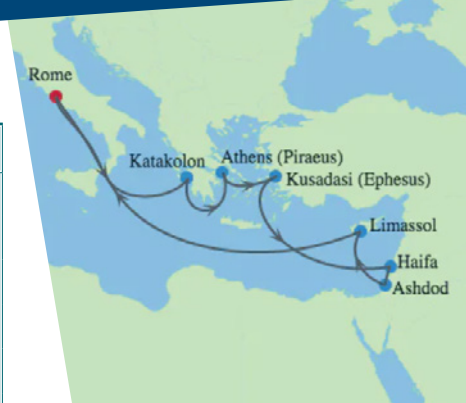 Rome
Katakolon
Athens (Piraeus)
Kusadasi (Ephesus)
Limassol
Haifa
Ashdod